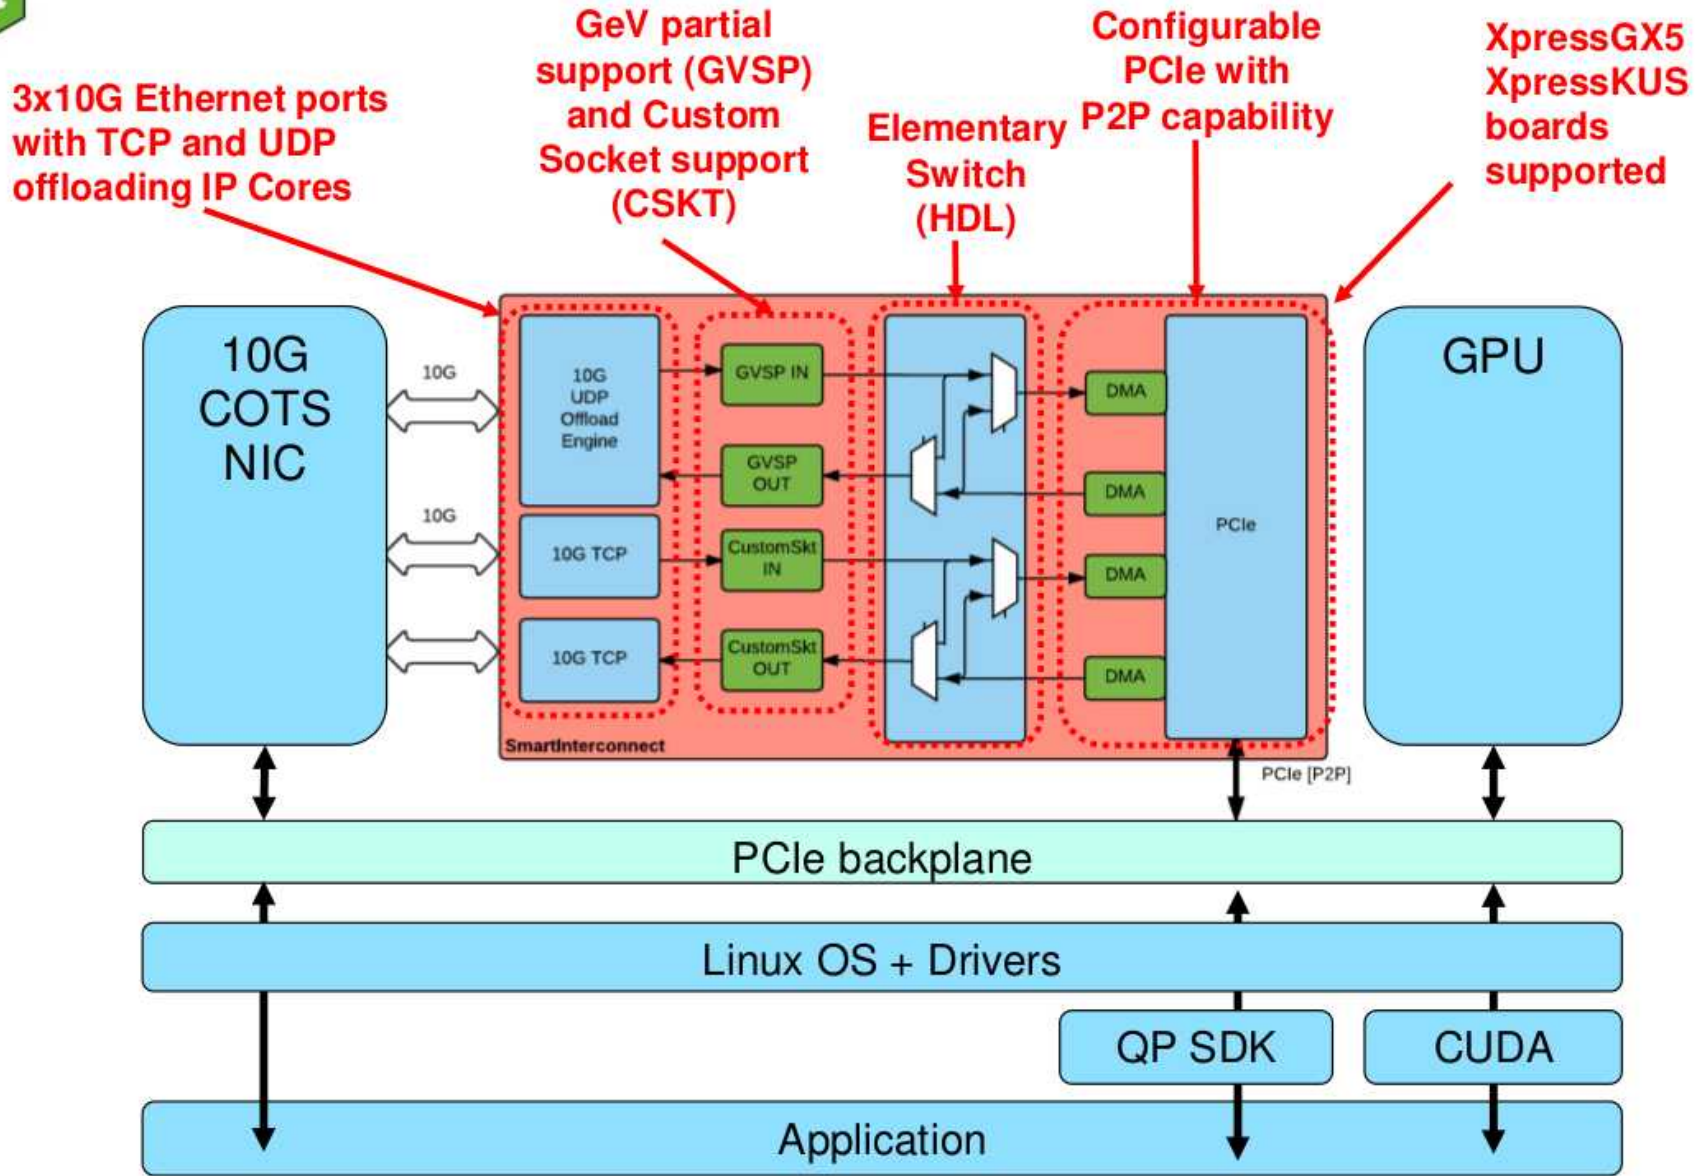 GeV partial
support (GVSP)
and Custom
Socket support
(CSKT)
Configurable
PCIe with
P2P capability
XpressGX5
XpressKUS
boards
supported
3x10G Ethernet ports
with TCP and UDP
offloading IP Cores
Elementary
Switch
(HDL)
10G
COTS
NIC
10G
10G
10G
UDP
Offload
Engine
10G TCP
10G TCP
GVSP IN
GVSP
OUT
CustomSkt
IN
CustomSkt
OUT
DMA
DMA
DMA
DMA
PCIe
GPU
SmartInterconnect
PCIe [P2P]
PCIe backplane
Linux OS + Drivers
QP SDK
CUDA
Application